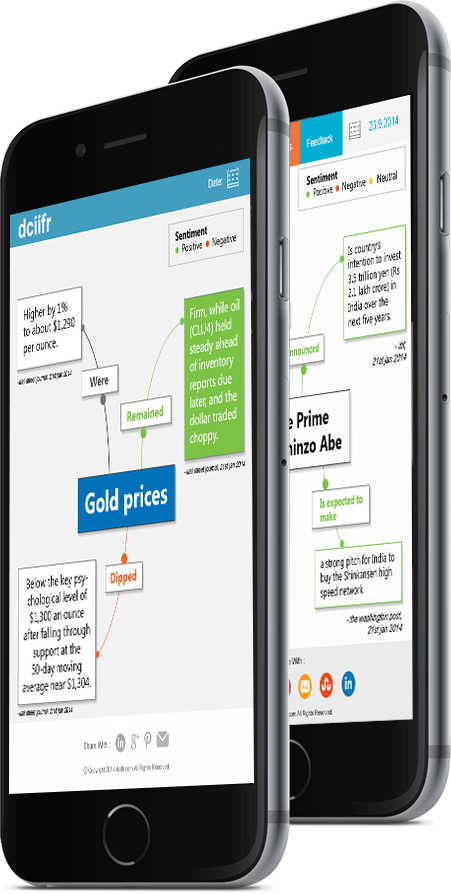 dciifr
Date:
Sentiment
Positive
Negative
Higher by 1%
to about $1,290
per ounce.
-wall street journal, 21st jan 2014
Were
Firm, while oil
(CLU4) held
steady ahead
of inventory
reports due
later, and the
dollar traded
choppy.
-wall street journal, 21st jan 2014
Remained
Gold prices
Dipped
Below the key psy-
chological level of
$1,300 an ounce
after falling through
support at the
50-day moving
average near $1,304.
-wall street journal, 21st jan 2014
Share With :
in
g+
© Copyright 2014 dciifr.com All Rights Reserved.
s
Feedback
23.9.2014
Sentiment
Positive
Negative
Neutral
Is country's
intention to invest
3.5 trillion yen (Rs
2.1 lakh crore) in
India over the
next five years.
21st jan 2014
nnounced
e Prime
hinzo Abe
Is expected to
make
a strong pitch for India to
buy the Shinkansen high
speed network
- the washington post,
21st jan 2014
e With :
in
.com All Rights Reserved.